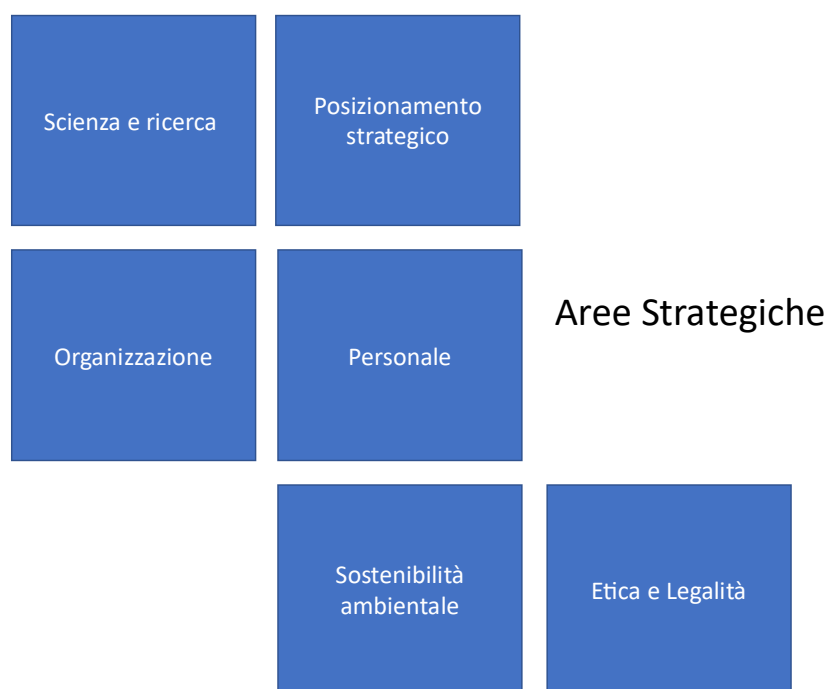 Scienza e ricerca
Posizionamento
strategico
Organizzazione
Personale
Aree Strategiche
Sostenibilità
ambientale
Etica e Legalità